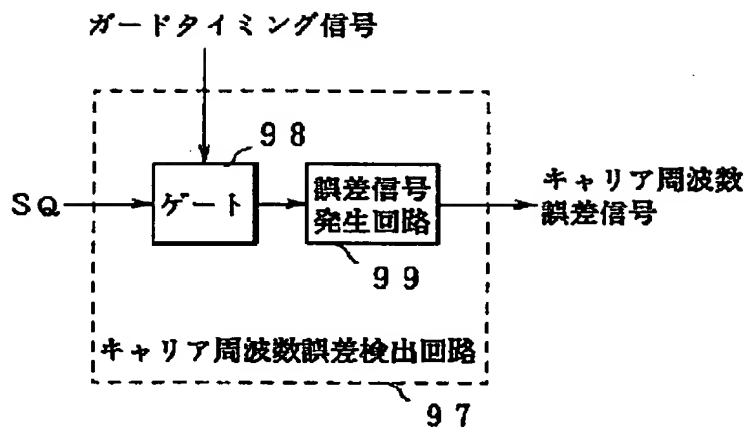 ガードタイミング信号
98
SQ
ゲート
誤差信号
発生回路
キャリア周波数
誤差信号
99
キャリア周波数誤差検出回路
97